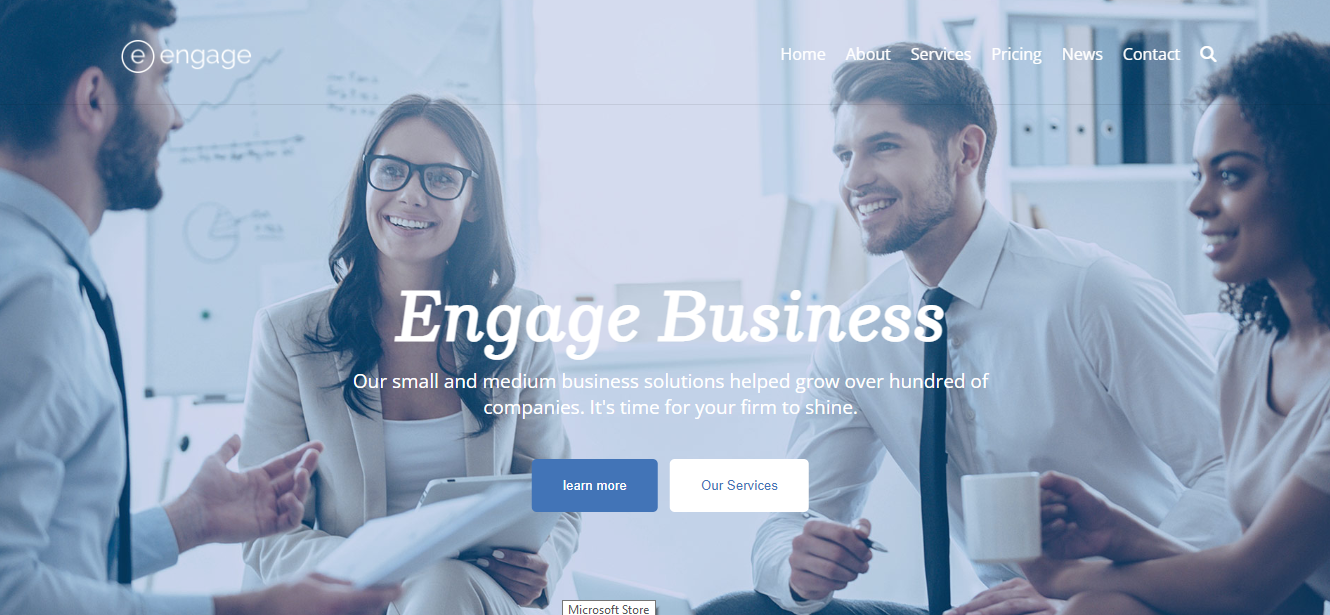 e engage
Home About Services Pricing News Contact
Engage Business
Our small and medium business solutions helped grow over hundred of
companies. It's time for your firm to shine.
learn more
Our Services
Microsoft Store